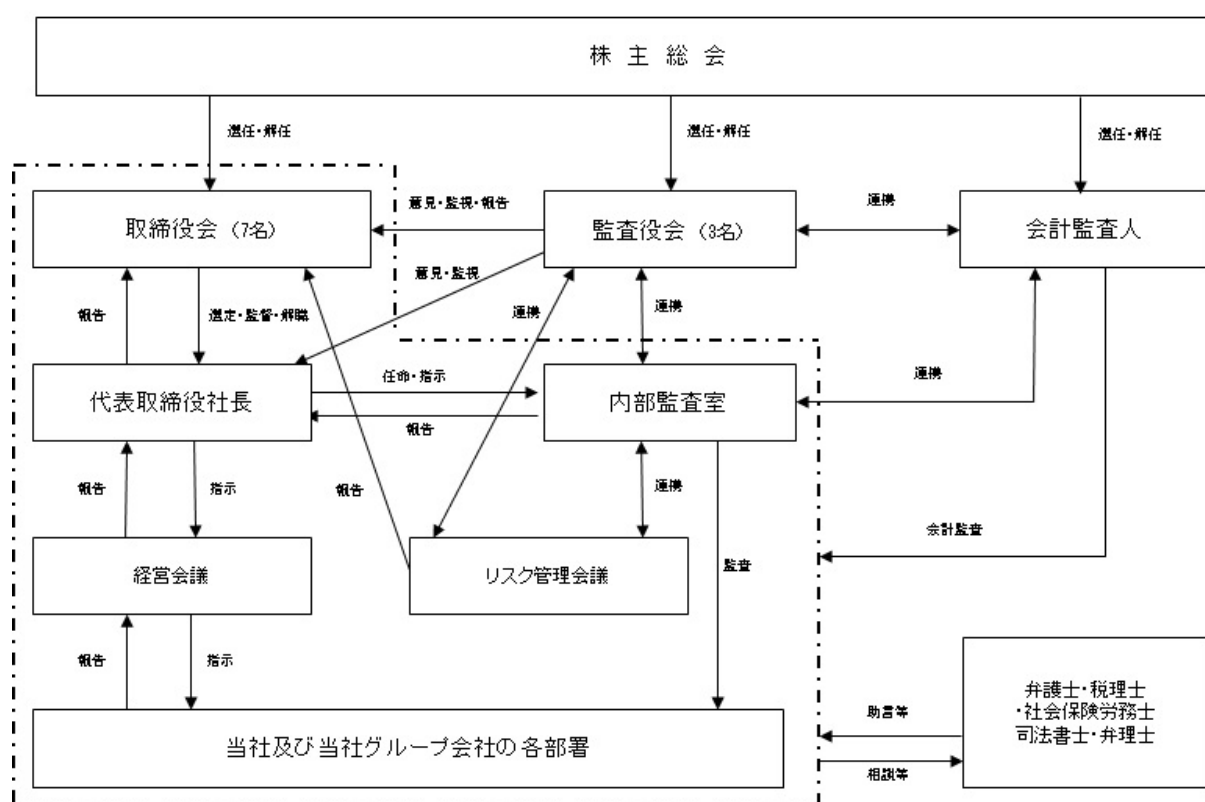 株主総会
選任・解任
選任・解任
選任・解任
取締役会（7名）
意見・監視・報告
監査役会（3名）
連携
会計監査人
意見・監視
報告
選定・監督・解職
連携
連携
代表取締役社長
任命・指示
報告
内部監査室
連携
報告
指示
報告
連携
会計監査
経営会議
リスク管理会議
監査
報告
指示
当社及び当社グループ会社の各部署
助言等
相談等
弁護士・税理士
・社会保険労務士
司法書士・弁理士